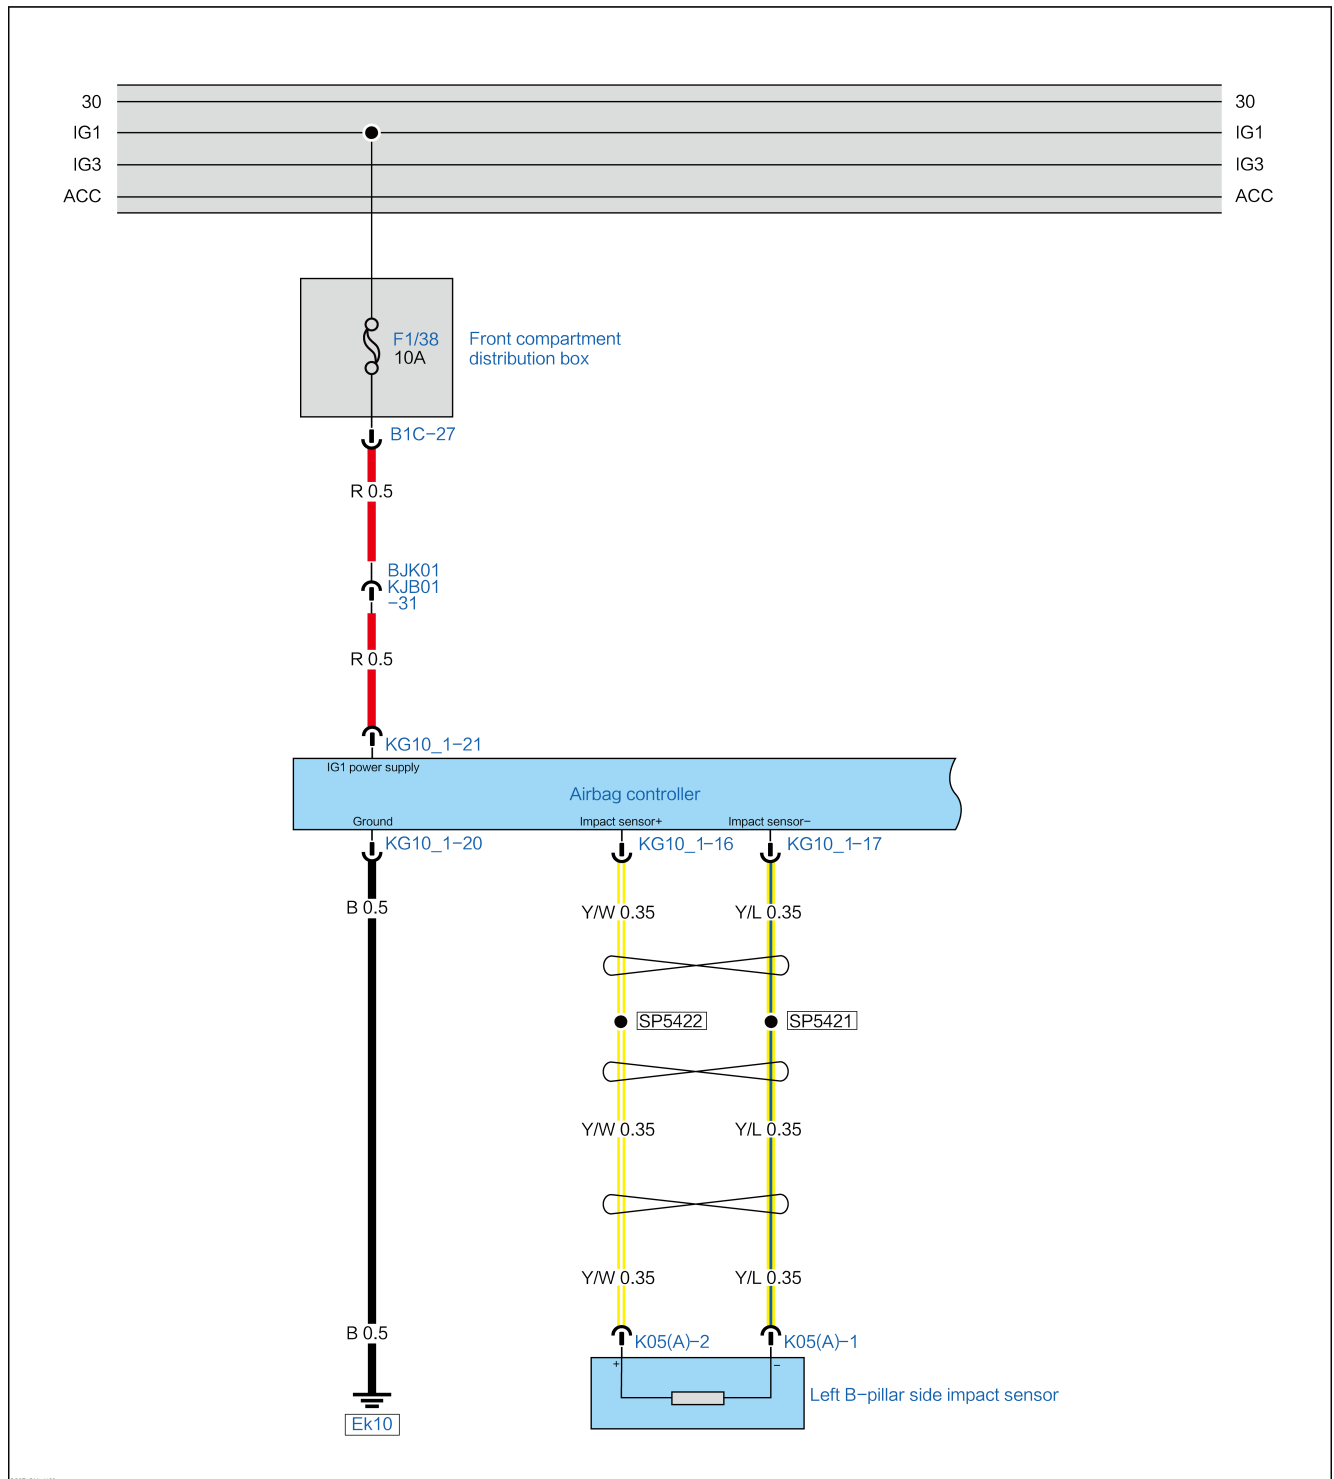 30 30
IG1 IG1
IG3 IG3
ACC ACC
F1/38
10A
Front compartment
distribution box
B1C-27
R 0.5
BJK01
KJB01
-31
R 0.5
KG10_1-21
IG1 power supply
Airbag controller
Ground Impact sensor+ Impact sensor-
KG10_1-20 KG10_1-16 KG10_1-17
B 0.5 Y/W 0.35 Y/L 0.35
SP5422 SP5421
Y/W 0.35 Y/L 0.35
Y/W 0.35 Y/L 0.35
B 0.5
K05(A)-2 K05(A)-1
+ -
Left B-pillar side impact sensor
Ek10